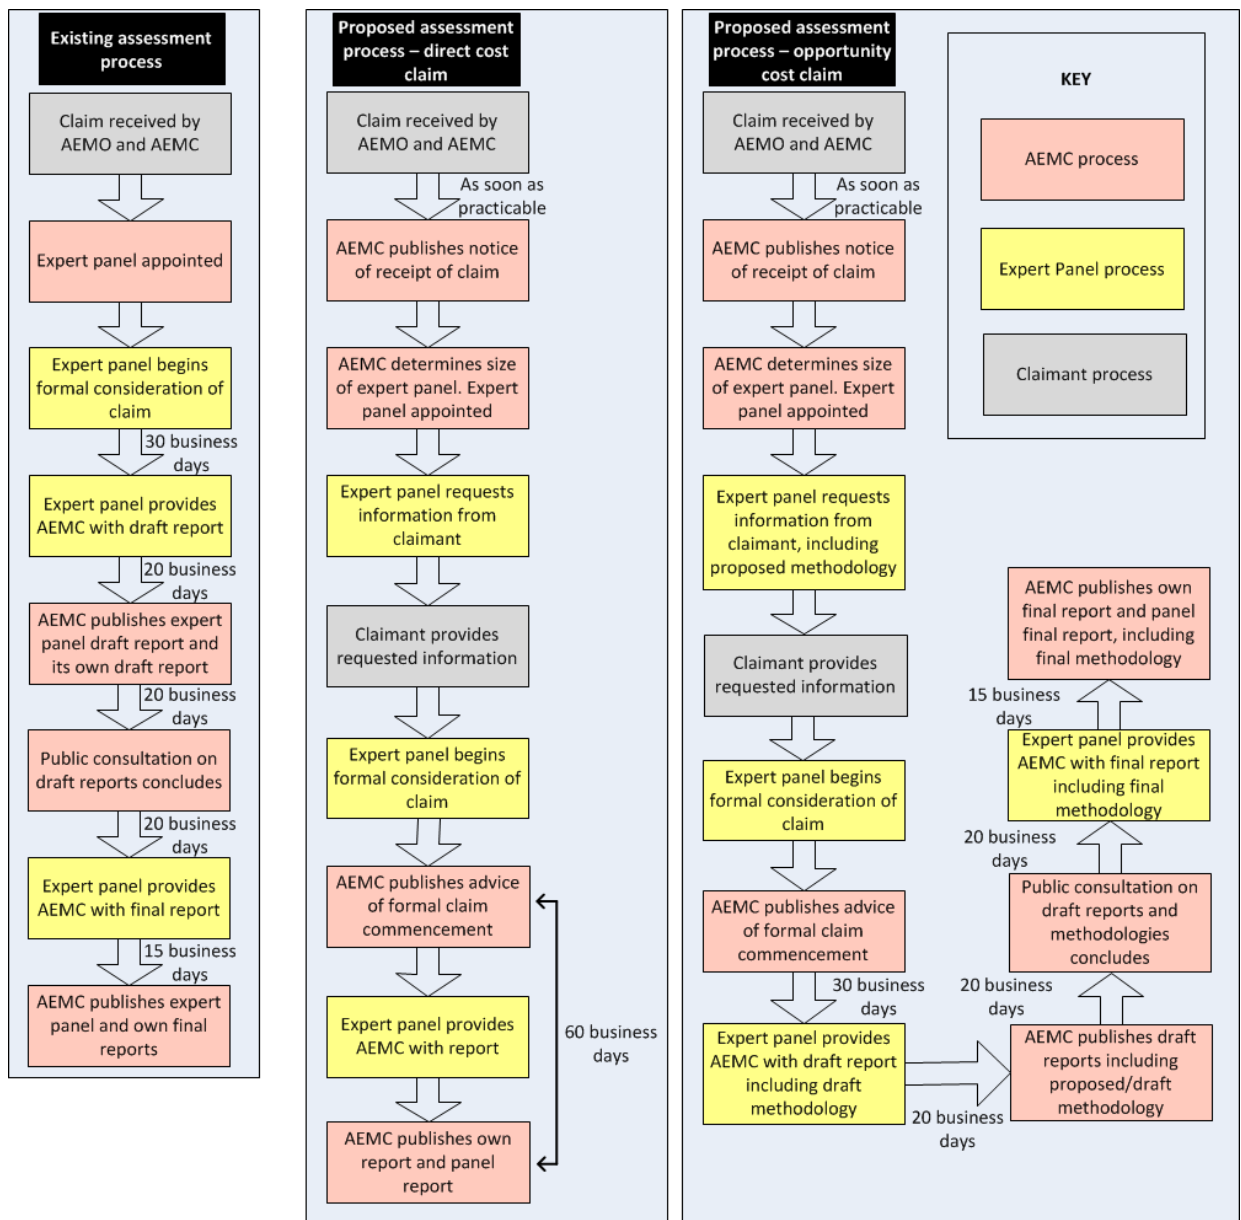 Existing assessment
process
Claim received by
AEMO and AEMC
Expert panel appointed
Expert panel begins
formal consideration of
claim
30 business
days
Expert panel provides
AEMC with draft report
20 business
days
AEMC publishes expert
panel draft report and
its own draft report
20 business
days
Public consultation on
draft reports concludes
20 business
days
Expert panel provides
AEMC with final report
15 business
days
AEMC publishes expert
panel and own final
reports
Proposed assessment
process – direct cost
claim
Claim received by
AEMO and AEMC
As soon as
practicable
AEMC publishes notice
of receipt of claim
AEMC determines size
of expert panel. Expert
panel appointed
Expert panel requests
information from
claimant
Claimant provides
requested information
Expert panel begins
formal consideration of
claim
AEMC publishes advice
of formal claim
commencement
Expert panel provides
AEMC with report
60 business
days
AEMC publishes own
report and panel
report
Proposed assessment
process – opportunity
cost claim
Claim received by
AEMO and AEMC
As soon as
practicable
AEMC publishes notice
of receipt of claim
AEMC determines size
of expert panel. Expert
panel appointed
Expert panel requests
information from
claimant, including
proposed methodology
Claimant provides
requested information
Expert panel begins
formal consideration of
claim
AEMC publishes advice
of formal claim
commencement
30 business
days
Expert panel provides
AEMC with draft report
including draft
methodology
20 business
days
AEMC publishes draft
reports including
proposed/draft
methodology
20 business
days
Public consultation on
draft reports and
methodologies
concludes
20 business
days
Expert panel provides
AEMC with final report
including final
methodology
15 business
days
AEMC publishes own
final report and panel
final report, including
final methodology
KEY
AEMC process
Expert Panel process
Claimant process